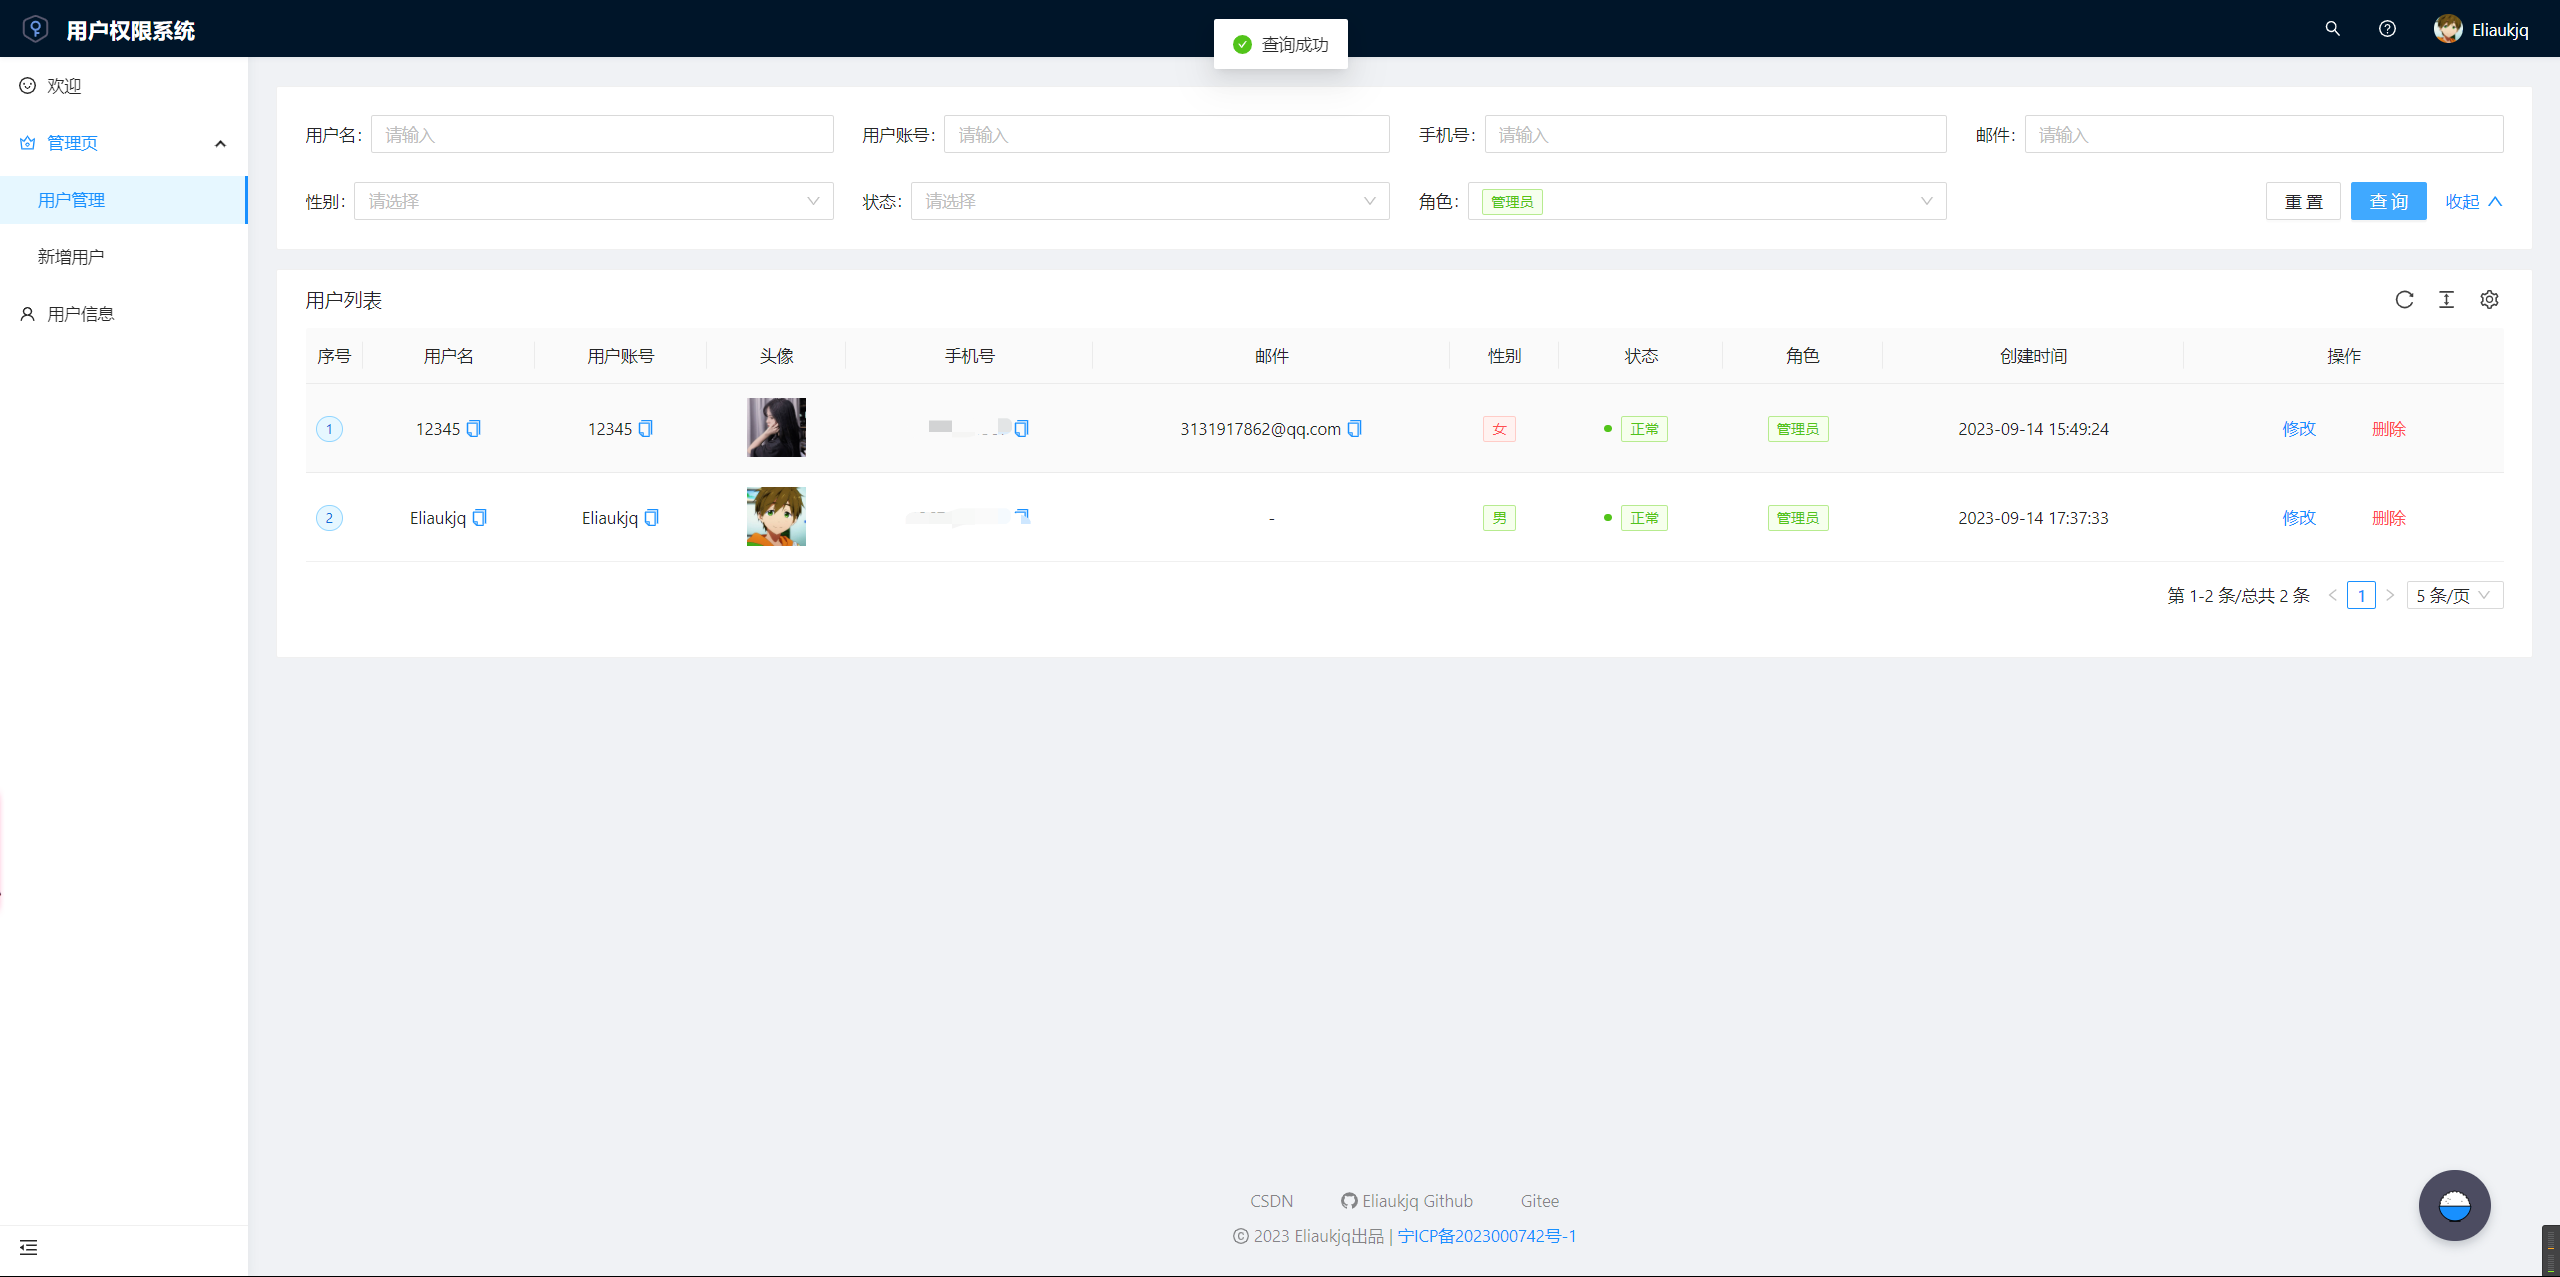 用户权限系统
查询成功
Eliaukjq
欢迎
管理页
用户管理
新增用户
用户信息
用户名: 请输入 用户账号: 请输入 手机号: 请输入 邮件: 请输入
性别: 请选择 状态: 请选择 角色: 管理员 重置 查询 收起
用户列表
序号 用户名 用户账号 头像 手机号 邮件 性别 状态 角色 创建时间 操作
1 12345 12345 3131917862@qq.com 女 正常 管理员 2023-09-14 15:49:24 修改 删除
2 Eliaukjq Eliaukjq - 男 正常 管理员 2023-09-14 17:37:33 修改 删除
第 1-2 条/总共 2 条 < 1 > 5 条/页
CSDN Eliaukjq Github Gitee
© 2023 Eliaukjq出品 | 宁ICP备2023000742号-1